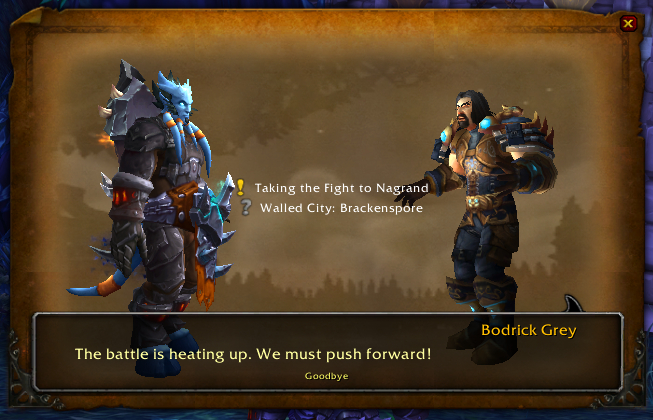 Taking the Fight to Nagrand
Walled City: Brackenspore
Bodrick Grey
The battle is heating up. We must push forward!
Goodbye